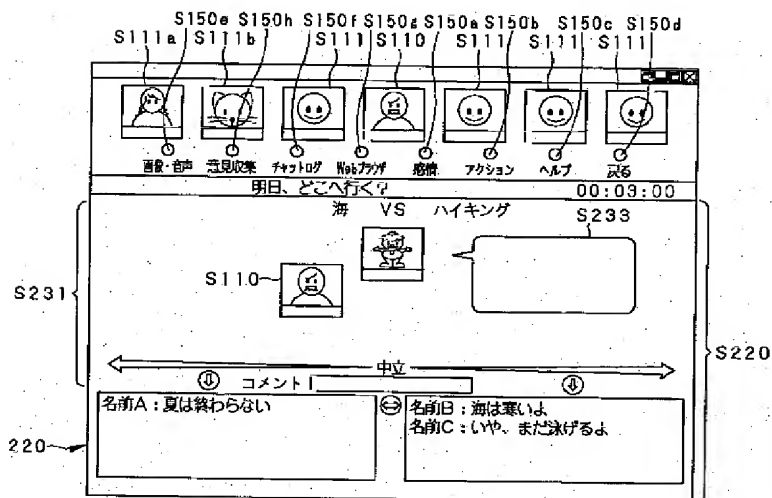 S150e S150h S150f S150g S150a S150b S150c S150d
S111a S111b S111 S110 S111 S111 S111
画像・音声 意見収集 チャットログ Webブラウザ 感情 アクション ヘルプ 戻る
明日、どこへ行く? 00:03:00
海 VS ハイキング
S233
S110
S231
S220
中立
コメント
名前A:夏は終わらない
名前B:海は寒いよ
名前C:いや、まだ泳げるよ
220